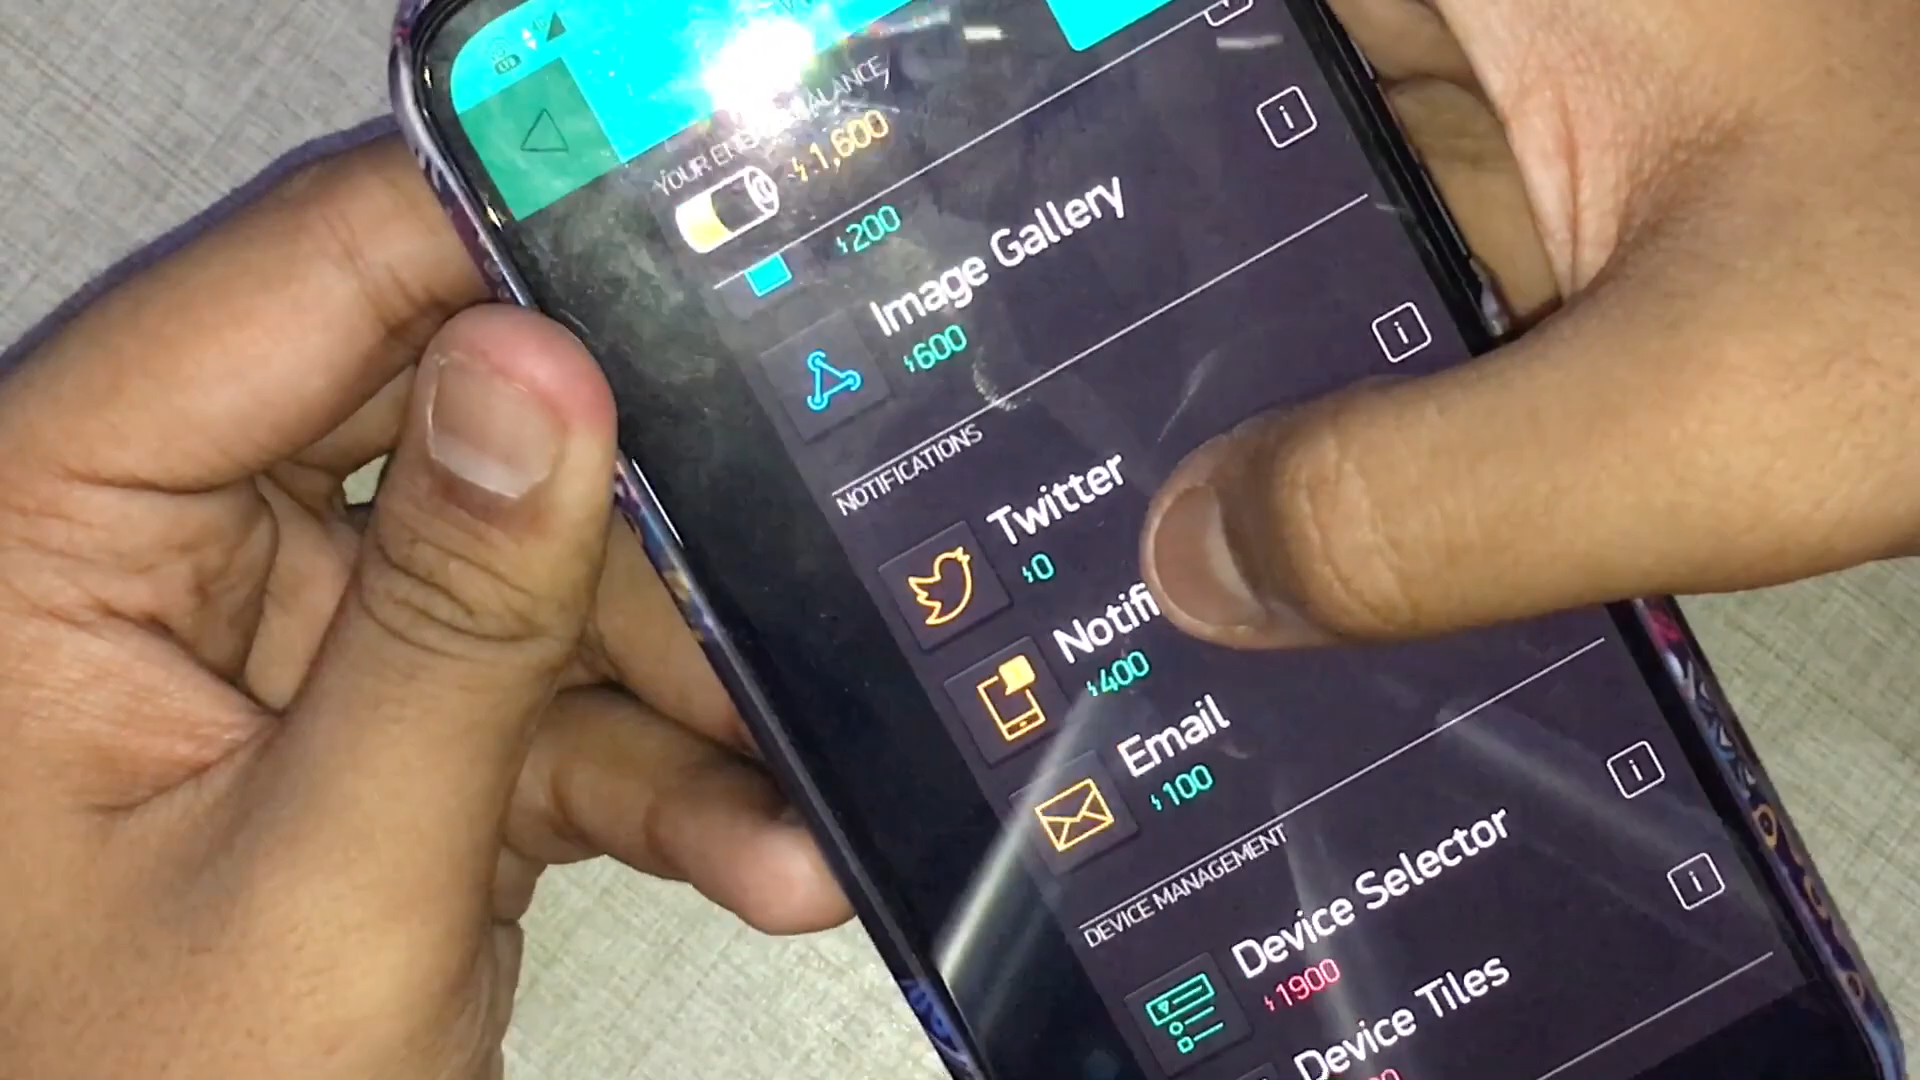 YOUR
BALANCE
1,600
200
Image Gallery
600
NOTIFICATIONS
Twitter
0
Notifi
400
Email
100
DEVICE MANAGEMENT
Device Selector
1900
Device Tiles